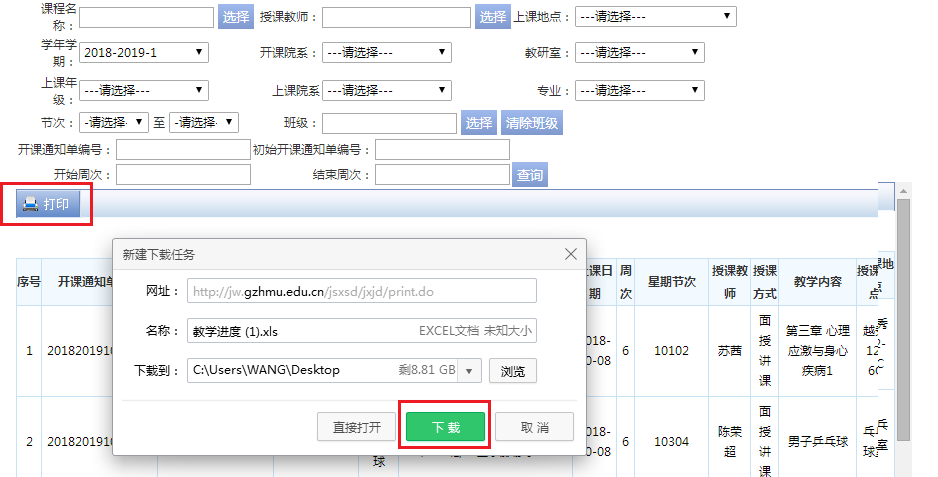 课程名称： 选择 授课教师： 选择 上课地点： ---请选择---
学年学期： 2018-2019-1 开课院系： ---请选择--- 教研室： ---请选择---
上课年级： ---请选择--- 上课院系 ---请选择--- 专业： ---请选择---
节次： -请选择- 至 -请选择- 班级： 选择 清除班级
开课通知单编号： 初始开课通知单编号：
开始周次： 结束周次： 查询
打印
新建下载任务
网址： http://jw.gzhmu.edu.cn/jsxsd/jxjd/print.do
名称： 教学进度 (1).xls EXCEL文档 未知大小
下载到： C:\Users\WANG\Desktop 剩8.81 GB 浏览
直接打开 下 载 取 消
序号 开课通知单 课日期 周次 星期节次 授课教师 授课方式 教学内容 授课地点
1 2018201910 018-0-08 6 10102 苏茜 面授讲课 第三章 心理应激与身心疾病1
2 2018201910 018-0-08 6 10304 陈荣超 面授讲课 男子乒乓球
球